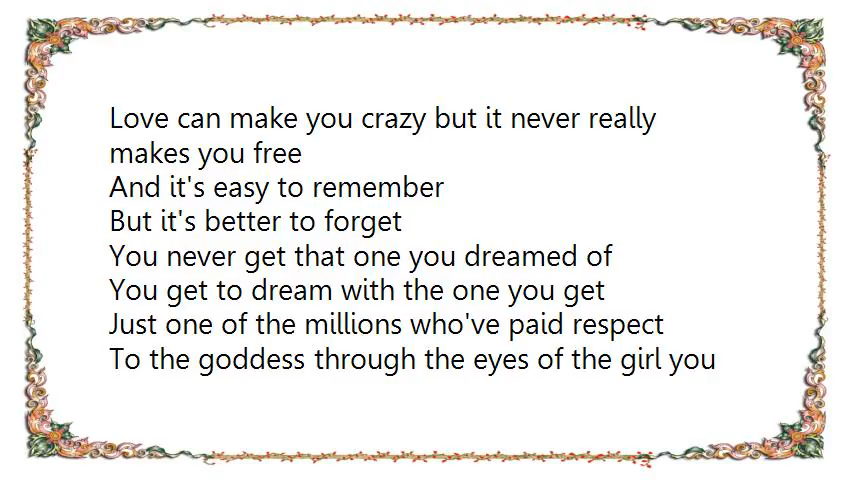 Love can make you crazy but it never really
makes you free
And it's easy to remember
But it's better to forget
You never get that one you dreamed of
You get to dream with the one you get
Just one of the millions who've paid respect
To the goddess through the eyes of the girl you